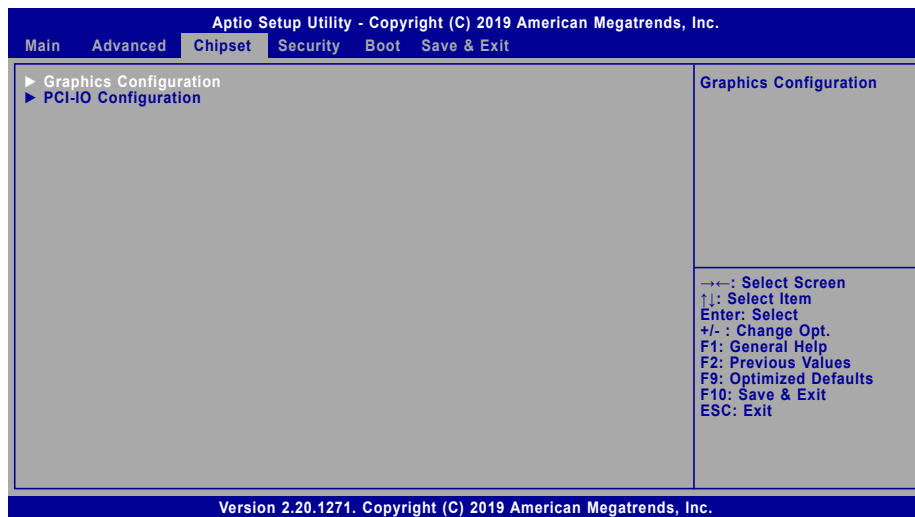 Aptio Setup Utility - Copyright (C) 2019 American Megatrends, Inc.
Main Advanced Chipset Security Boot Save & Exit
► Graphics Configuration
► PCI-IO Configuration
Graphics Configuration
→←: Select Screen
↑↓: Select Item
Enter: Select
+/- : Change Opt.
F1: General Help
F2: Previous Values
F9: Optimized Defaults
F10: Save & Exit
ESC: Exit
Version 2.20.1271. Copyright (C) 2019 American Megatrends, Inc.